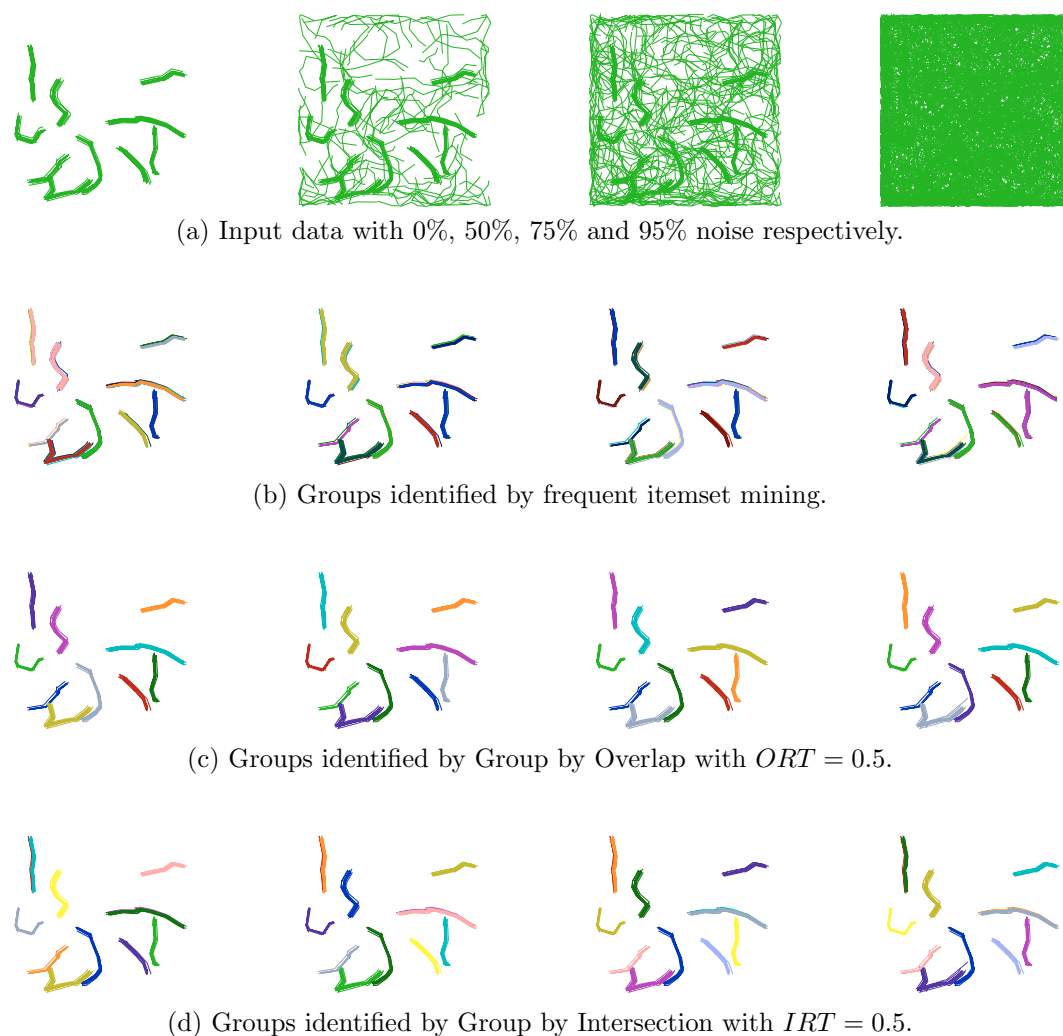 (a) Input data with 0%, 50%, 75% and 95% noise respectively.
(b) Groups identified by frequent itemset mining.
(c) Groups identified by Group by Overlap with ORT = 0.5.
(d) Groups identified by Group by Intersection with IRT = 0.5.